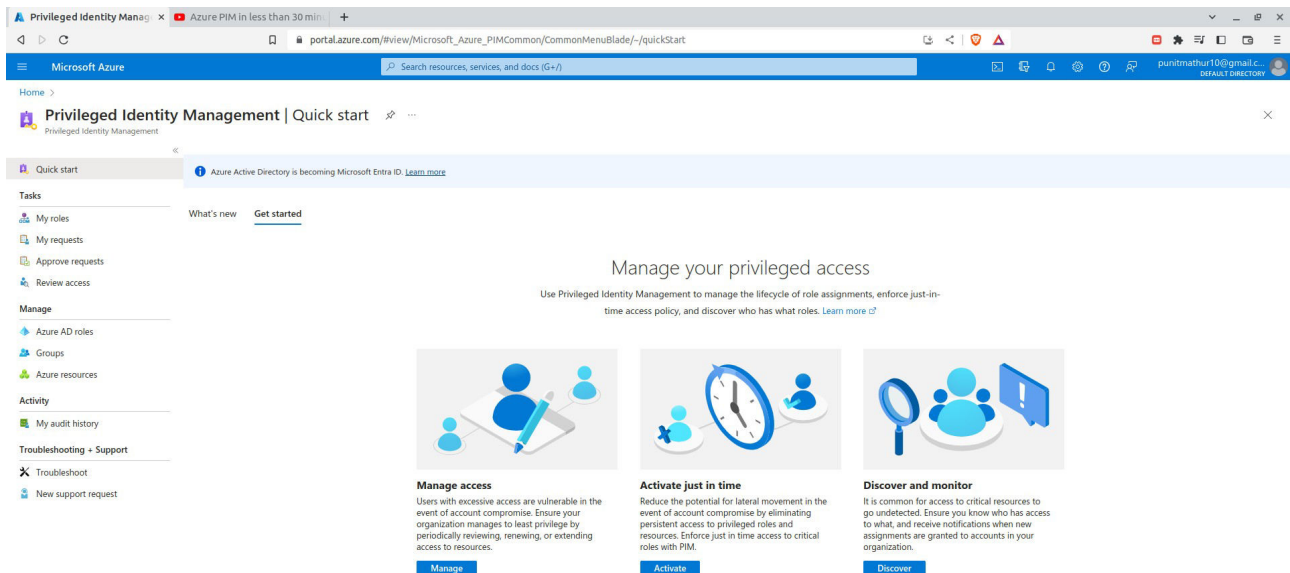 Privileged Identity Manag
Azure PIM in less than 30 minu
portal.azure.com/#view/Microsoft_Azure_PIMCommon/CommonMenuBlade/~/quickStart
Microsoft Azure
Search resources, services, and docs (G+/)
punitmathur10@gmail.c...
DEFAULT DIRECTORY
Home >
Privileged Identity Management | Quick start
Privileged Identity Management
Quick start
Azure Active Directory is becoming Microsoft Entra ID. Learn more
Tasks
My roles
My requests
Approve requests
Review access
Manage
Azure AD roles
Groups
Azure resources
Activity
My audit history
Troubleshooting + Support
Troubleshoot
New support request
What's new Get started
Manage your privileged access
Use Privileged Identity Management to manage the lifecycle of role assignments, enforce just-in-
time access policy, and discover who has what roles. Learn more
Manage access
Users with excessive access are vulnerable in the
event of account compromise. Ensure your
organization manages to least privilege by
periodically reviewing, renewing, or extending
access to resources.
Manage
Activate just in time
Reduce the potential for lateral movement in the
event of account compromise by eliminating
persistent access to privileged roles and
resources. Enforce just in time access to critical
roles with PIM.
Activate
Discover and monitor
It is common for access to critical resources to
go undetected. Ensure you know who has access
to what, and receive notifications when new
assignments are granted to accounts in your
organization.
Discover